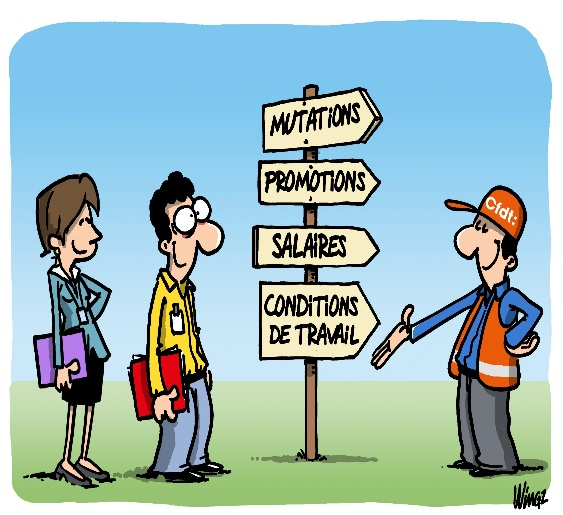 MUTATIONS
PROMOTIONS
SALAIRES
CONDITIONS
DE TRAVAIL
Cfdt:
Wingz